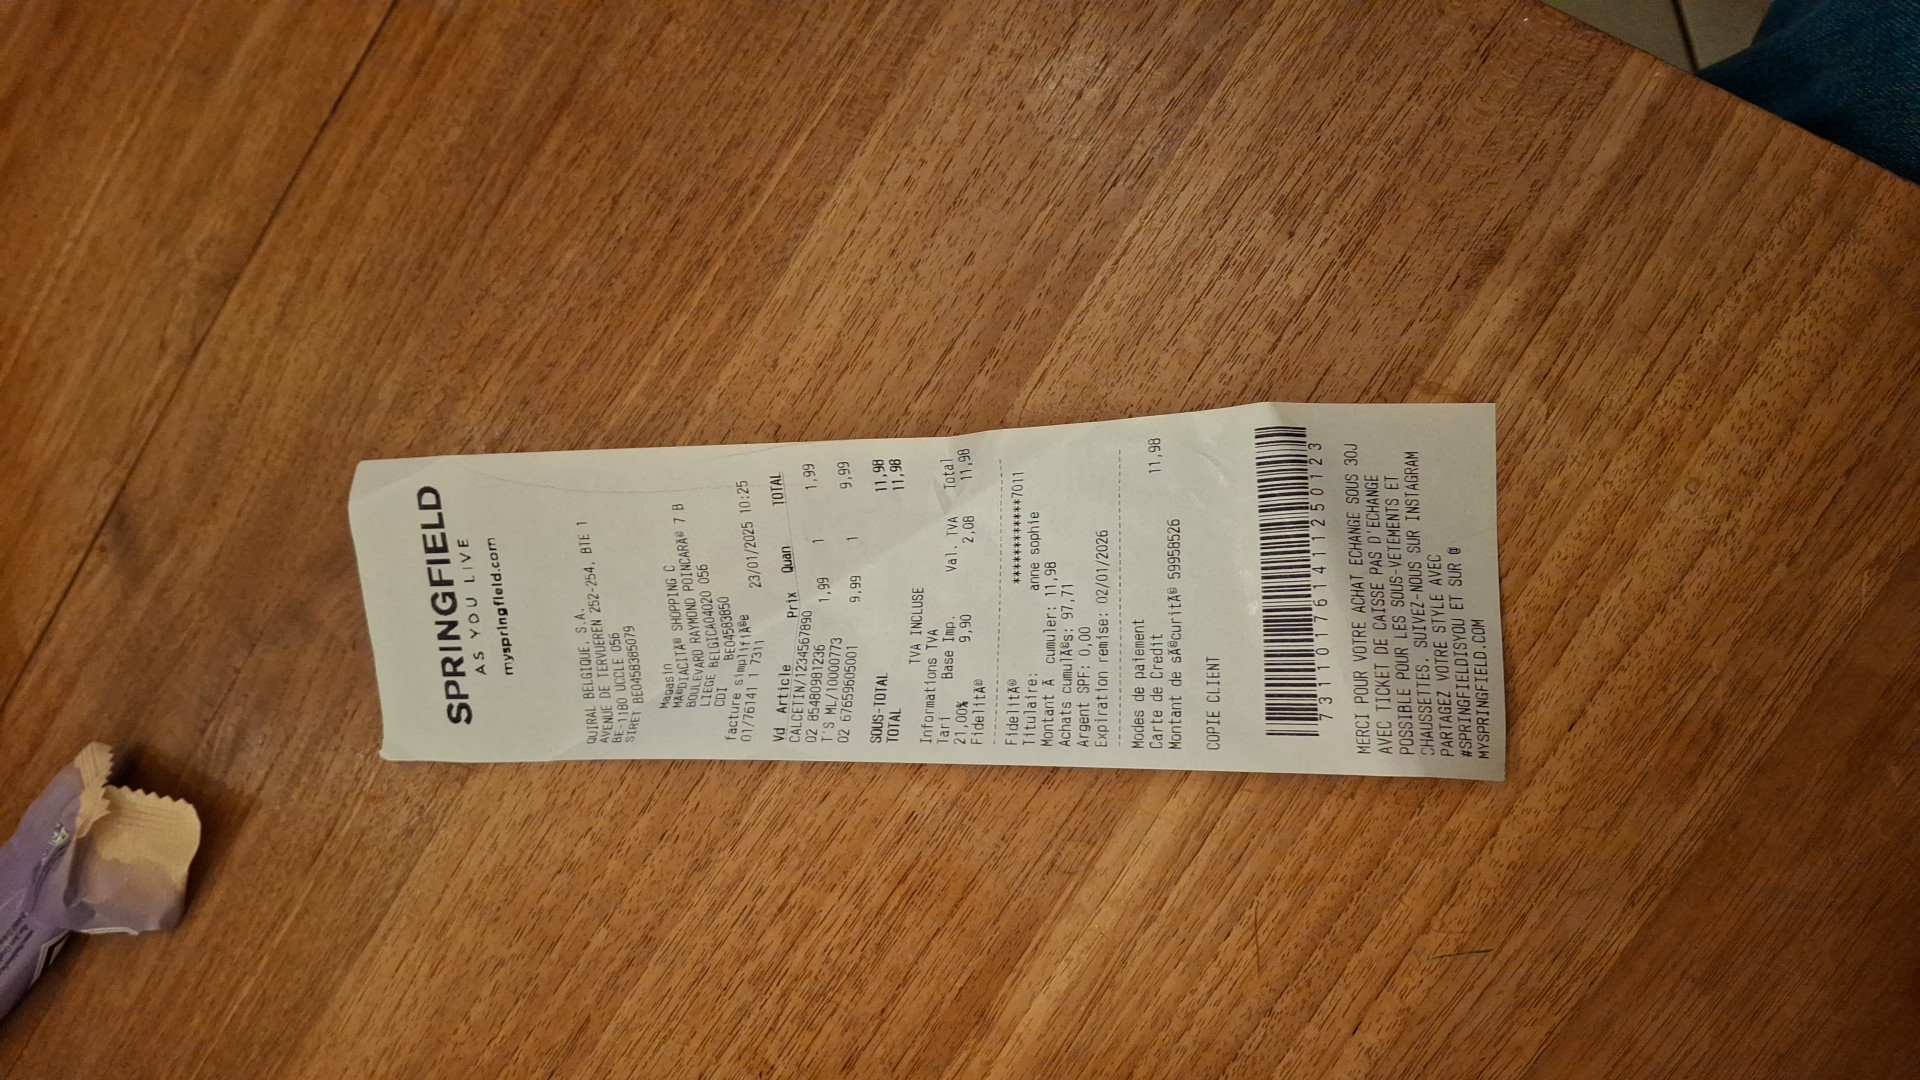 SPRINGFIELD
AS YOU LIVE
myspringfield.com
QUIRAL BELGIQUE, S.A.
AVENUE DE TERVUEREN 252-254, BTE 1
BE-1180 UCCLE 056
SIRET BE0458385079
Magasin
MÃ©DIACITÃ© SHOPPING C
BOULEVARD RAYMOND POINCARÃ© 7 B
LIEGE BELGICA04020 056
CDI BE04583850
facture simplifiÃ©e
01/76141 1 7311 23/01/2025 10:25
Vd Article Prix Quan TOTAL
CALCETIN/1234567890
02 85480981236 1,99 1 1,99
T'S ML/10000773
02 67659605001 9,99 1 9,99
SOUS-TOTAL 11,98
TOTAL 11,98
TVA INCLUSE
Informations TVA
Tari Base Imp. Val. TVA Total
21,00% 9,90 2,08 11,98
FidelitÃ©
FidelitÃ© *************7011
Titulaire: anne sophie
Montant Ã cumuler: 11,98
Achats cumulÃ©s: 97,71
Argent SPF: 0,00
Expiration remise: 02/01/2026
Modes de paiement
Carte de Credit 11,98
Montant de sÃ©curitÃ© 59958526
COPIE CLIENT
7311017614112501 23
MERCI POUR VOTRE ACHAT ECHANGE SOUS 30J
AVEC TICKET DE CAISSE PAS D'ECHANGE
POSSIBLE POUR LES SOUS-VETEMENTS ET
CHAUSSETTES. SUIVEZ-NOUS SUR INSTAGRAM
PARTAGEZ VOTRE STYLE AVEC
#SPRINGFIELDISYOU ET SUR @
MYSPRINGFIELD.COM